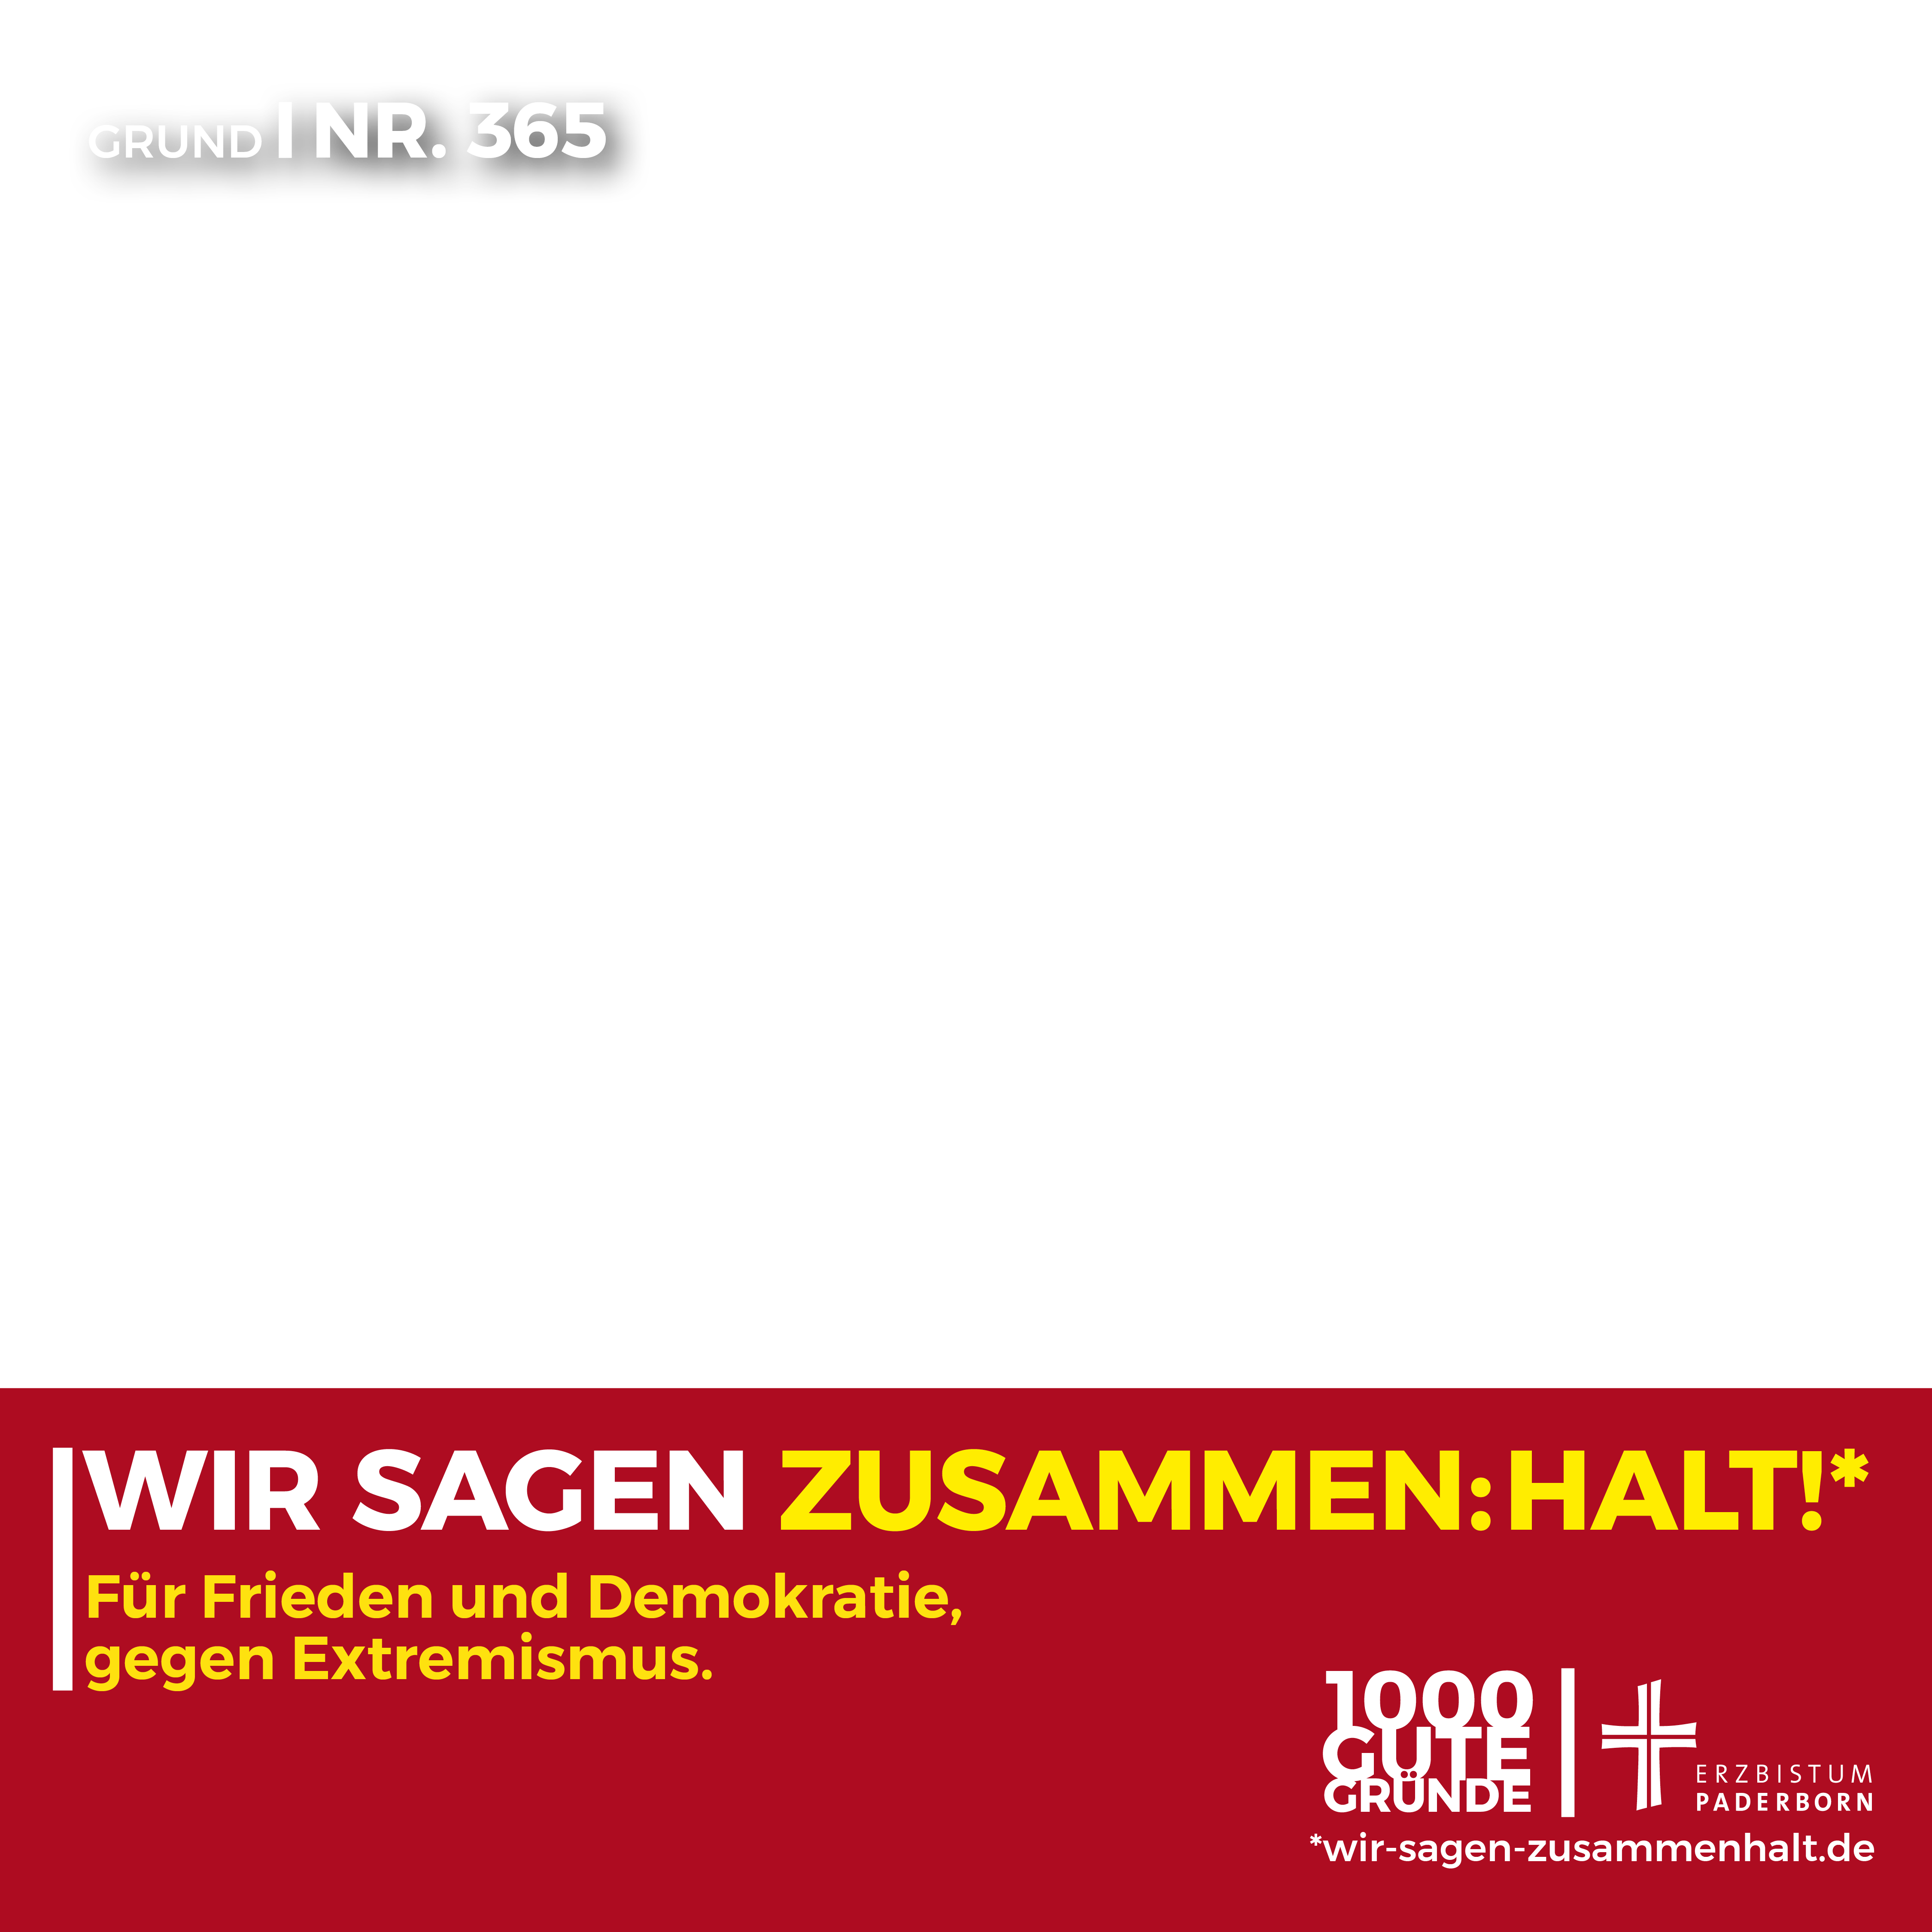 GRUND | NR. 365
WIR SAGEN ZUSAMMEN:HALT!*
Für Frieden und Demokratie,
gegen Extremismus.
1000
GUTE
GRÜNDE
ERZBISTUM
PADERBORN
*wir-sagen-zusammenhalt.de